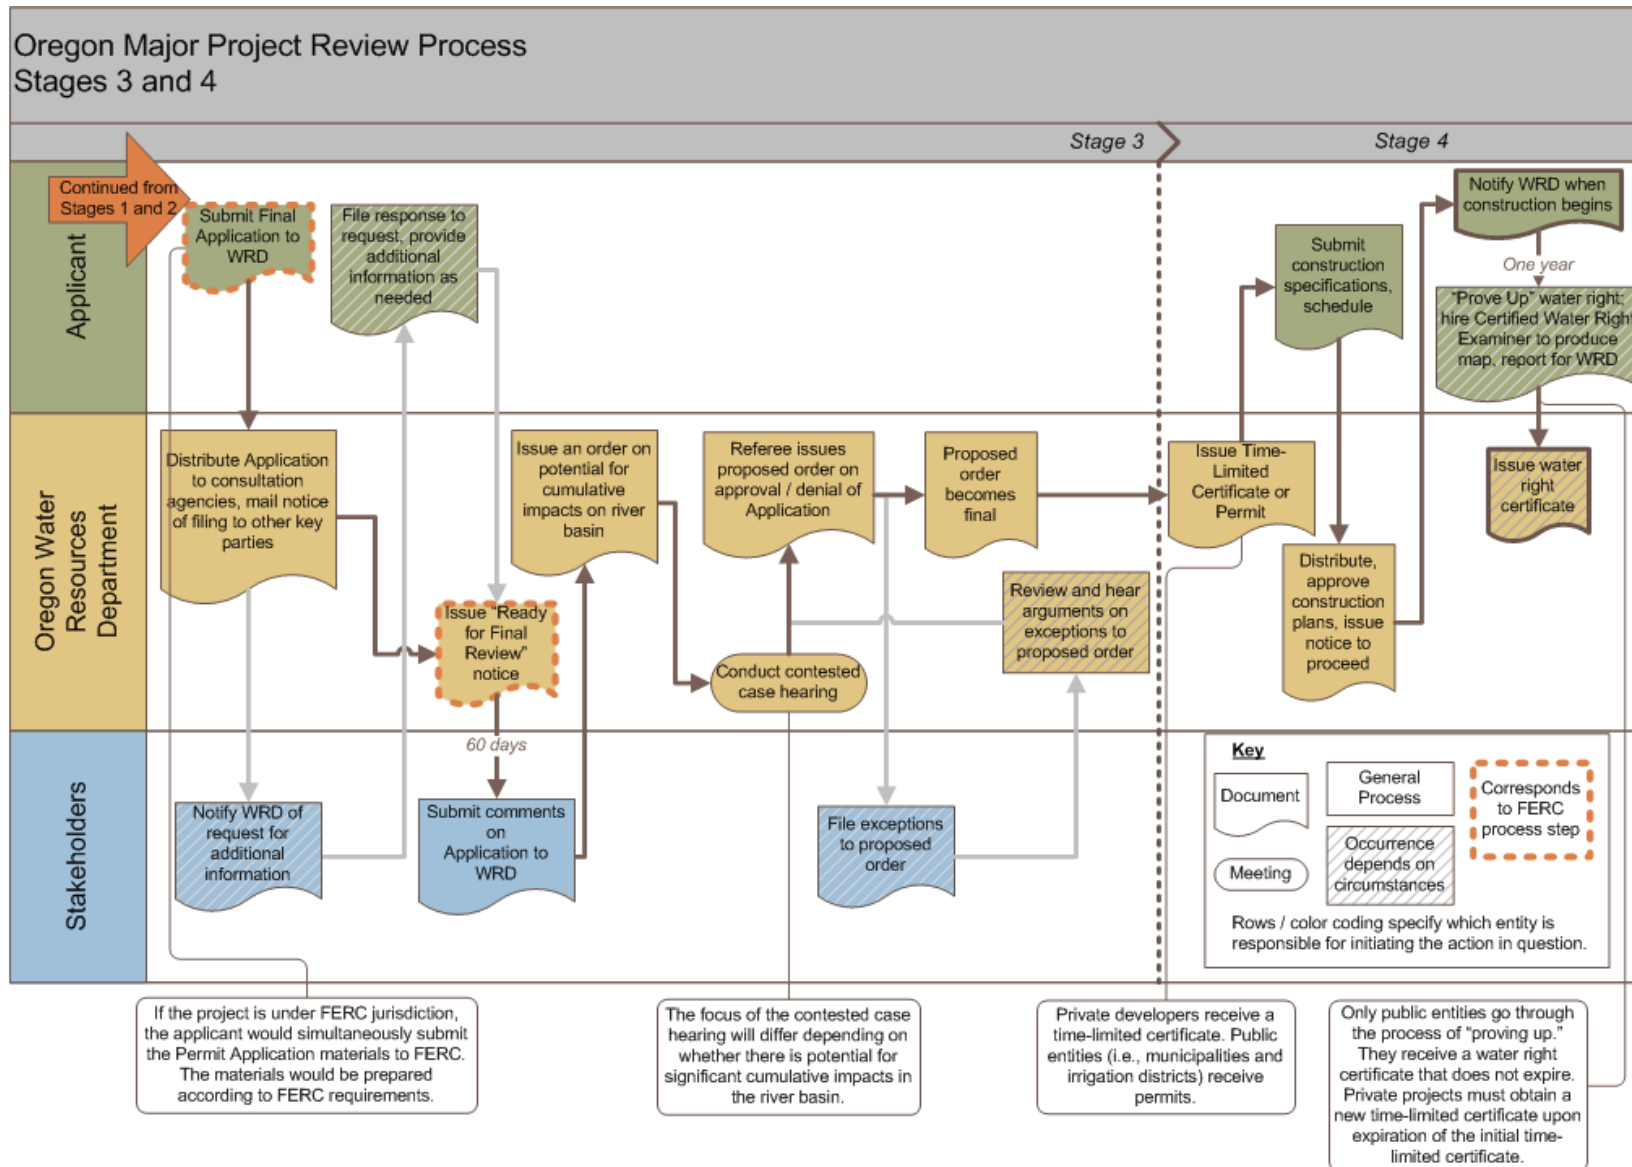 Oregon Major Project Review Process
Stages 3 and 4
Stage 3
Stage 4
Applicant
Continued from
Stages 1 and 2
Submit Final
Application to
WRD
File response to
request, provide
additional
information as
needed
Submit
construction
specifications,
schedule
Notify WRD when
construction begins
One year
"Prove Up" water right:
hire Certified Water Right
Examiner to produce
map, report for WRD
Oregon Water
Resources
Department
Distribute Application
to consultation
agencies, mail notice
of filing to other key
parties
Issue "Ready
for Final
Review"
notice
Issue an order on
potential for
cumulative
impacts on river
basin
Conduct contested
case hearing
Referee issues
proposed order on
approval / denial of
Application
Proposed
order
becomes
final
Review and hear
arguments on
exceptions to
proposed order
Issue Time-
Limited
Certificate or
Permit
Distribute,
approve
construction
plans, issue
notice to
proceed
Issue water
right
certificate
Stakeholders
60 days
Notify WRD of
request for
additional
information
Submit comments
on
Application to
WRD
File exceptions
to proposed
order
Key
Document
General
Process
Corresponds
to FERC
process step
Meeting
Occurrence
depends on
circumstances
Rows / color coding specify which entity is
responsible for initiating the action in question.
If the project is under FERC jurisdiction,
the applicant would simultaneously submit
the Permit Application materials to FERC.
The materials would be prepared
according to FERC requirements.
The focus of the contested case
hearing will differ depending on
whether there is potential for
significant cumulative impacts in
the river basin.
Private developers receive a
time-limited certificate. Public
entities (i.e., municipalities and
irrigation districts) receive
permits.
Only public entities go through
the process of "proving up."
They receive a water right
certificate that does not expire.
Private projects must obtain a
new time-limited certificate upon
expiration of the initial time-
limited certificate.